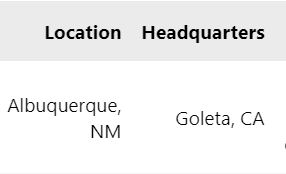 Location Headquarters
Albuquerque,
NM
Goleta, CA